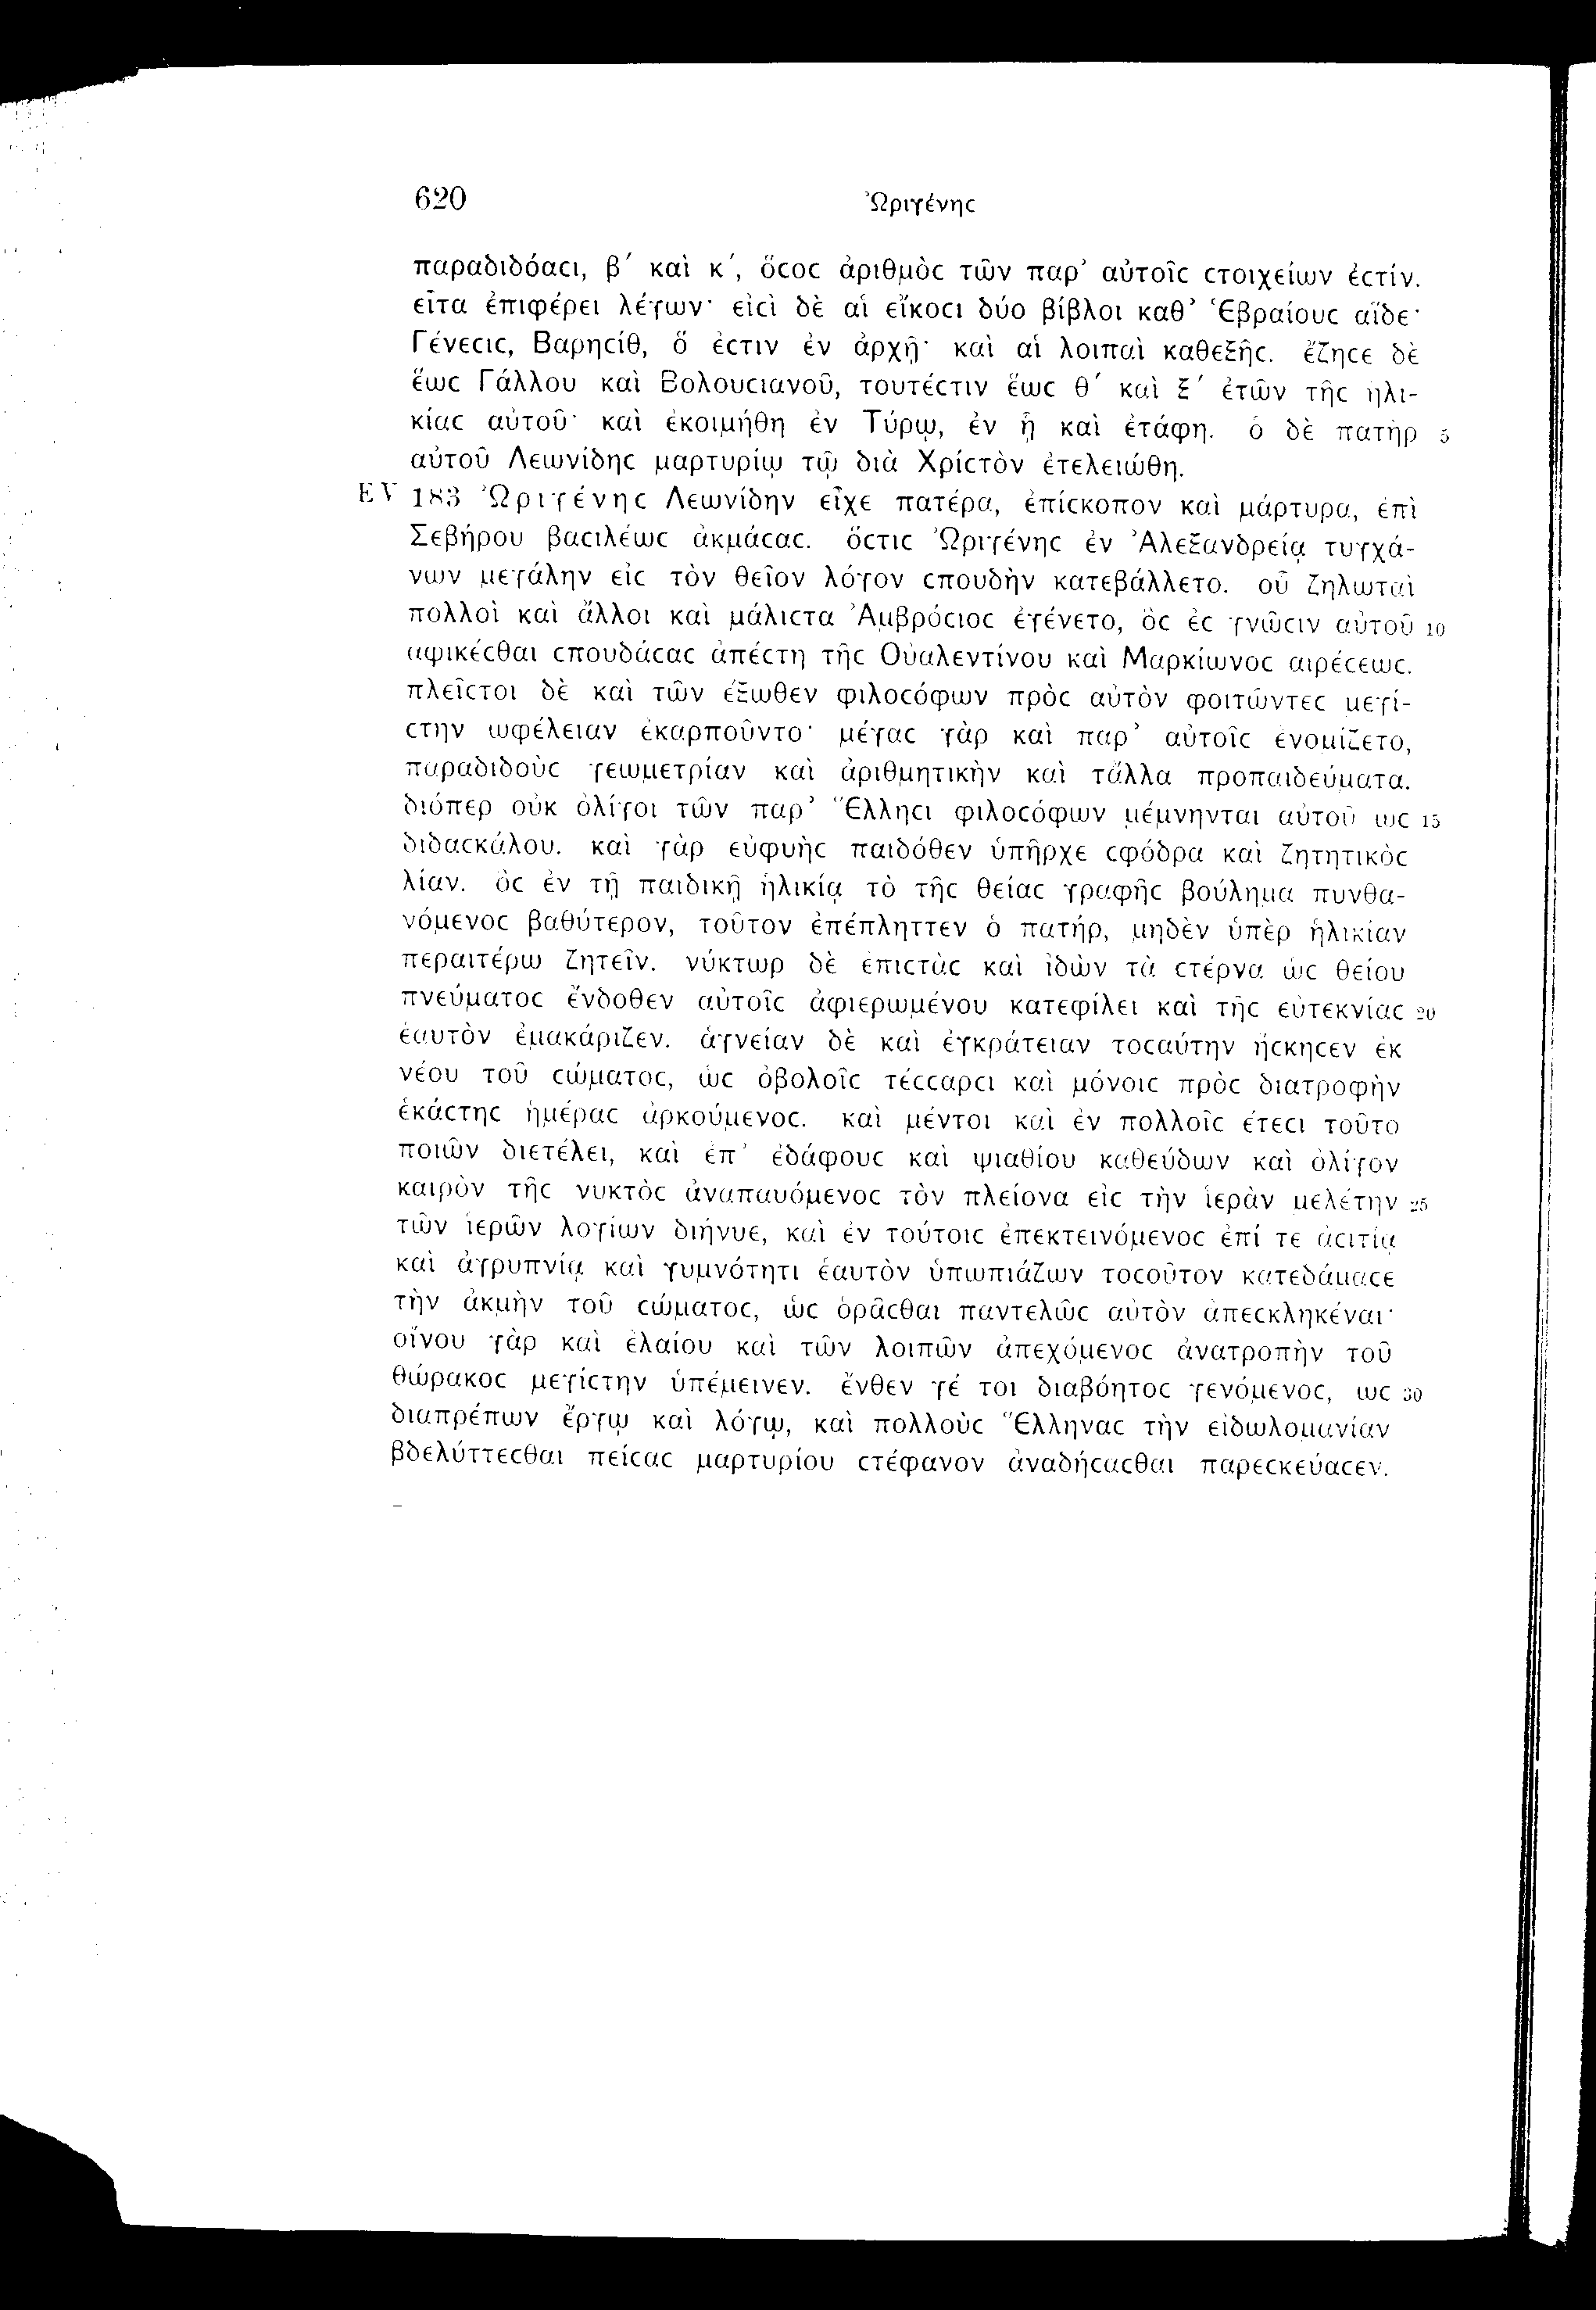 620 Ὠριγένηϲ
παραδιδόαϲι, β΄ καὶ κ΄, ὅϲοϲ ἀριθμὸϲ τῶν παρ’ αὐτοῖϲ ϲτοιχείων ἐϲτίν.
εἶτα ἐπιφέρει λέγων· εἰϲὶ δὲ αἱ εἴκοϲι δύο βίβλοι καθ’ Ἑβραίουϲ αἵδε·
Γένεϲιϲ, Βαρηϲίθ, ὅ ἐϲτιν ἐν ἀρχῇ· καὶ αἱ λοιπαὶ καθεξῆϲ. ἔζηϲε δὲ
ἕωϲ Γάλλου καὶ Βολουϲιανοῦ, τουτέϲτιν ἕωϲ θ΄ καὶ ξ΄ ἐτῶν τῆϲ ἡλι-
κίαϲ αὐτοῦ· καὶ ἐκοιμήθη ἐν Τύρῳ, ἐν ᾗ καὶ ἐτάφη. ὁ δὲ πατὴρ 5
αὐτοῦ Λεωνίδηϲ μαρτυρίῳ τῷ διὰ Χρίϲτὸν ἐτελειώθη.
EV 183 Ὠριγένηϲ Λεωνίδην εἶχε πατέρα, ἐπίϲκοπον καὶ μάρτυρα, ἐπὶ
Σεβήρου βαϲιλέωϲ ἀκμάϲαϲ. ὅϲτιϲ Ὠριγένηϲ ἐν Ἀλεξανδρείᾳ τυγχά-
νων μεγάλην εἰϲ τὸν θεῖον λόγον ϲπουδὴν κατεβάλλετο. οὗ ζηλωταὶ
πολλοὶ καὶ ἄλλοι καὶ μάλιϲτα Ἀμβρόϲιοϲ ἐγένετο, ὃϲ ἐϲ γνῶϲιν αὐτοῦ 10
ἀφικέϲθαι ϲπουδάϲαϲ ἀπέϲτη τῆϲ Οὐαλεντίνου καὶ Μαρκίωνοϲ αἱρέϲεωϲ.
πλεῖϲτοι δὲ καὶ τῶν ἔξωθεν φιλοϲόφων πρὸϲ αὐτὸν φοιτῶντεϲ μεγί-
ϲτην ὠφέλειαν ἐκαρποῦντο· μέγαϲ γὰρ καὶ παρ’ αὐτοῖϲ ἐνομίζετο,
παραδιδοὺϲ γεωμετρίαν καὶ ἀριθμητικὴν καὶ τἄλλα προπαιδεύματα.
διόπερ οὐκ ὀλίγοι τῶν παρ’ Ἕλληϲι φιλοϲόφων μέμνηνται αὐτοῦ ὡϲ 15
διδαϲκάλου. καὶ γὰρ εὐφυὴϲ παιδόθεν ὑπῆρχε ϲφόδρα καὶ ζητητικὸϲ
λίαν. ὃϲ ἐν τῇ παιδικῇ ἡλικίᾳ τὸ τῆϲ θείαϲ γραφῆϲ βούλημα πυνθα-
νόμενοϲ βαθύτερον, τοῦτον ἐπέπληττεν ὁ πατήρ, μηδὲν ὑπὲρ ἡλικίαν
περαιτέρω ζητεῖν. νύκτωρ δὲ ἐπιϲτὰϲ καὶ ἰδὼν τὰ ϲτέρνα ὡϲ θείου
πνεύματοϲ ἔνδοθεν αὐτοῖϲ ἀφιερωμένου κατεφίλει καὶ τῆϲ εὐτεκνίαϲ 20
ἑαυτὸν ἐμακάριζεν. ἁγνείαν δὲ καὶ ἐγκράτειαν τοϲαύτην ἤϲκηϲεν ἐκ
νέου τοῦ ϲώματοϲ, ὡϲ ὀβολοῖϲ τέϲϲαρϲι καὶ μόνοιϲ πρὸϲ διατροφὴν
ἑκάϲτηϲ ἡμέραϲ ἀρκούμενοϲ. καὶ μέντοι καὶ ἐν πολλοῖϲ ἔτεϲι τοῦτο
ποιῶν διετέλει, καὶ ἐπ’ ἐδάφουϲ καὶ ψιαθίου καθεύδων καὶ ὀλίγον
καιρὸν τῆϲ νυκτὸϲ ἀναπαυόμενοϲ τὸν πλείονα εἰϲ τὴν ἱερὰν μελέτην 25
τῶν ἱερῶν λογίων διήνυε, καὶ ἐν τούτοιϲ ἐπεκτεινόμενοϲ ἐπί τε ἀϲιτίᾳ
καὶ ἀγρυπνίᾳ καὶ γυμνότητι ἑαυτὸν ὑπωπιάζων τοϲοῦτον κατεδάμαϲε
τὴν ἀκμὴν τοῦ ϲώματοϲ, ὡϲ ὁρᾶϲθαι παντελῶϲ αὐτὸν ἀπεϲκληκέναι·
οἴνου γὰρ καὶ ἐλαίου καὶ τῶν λοιπῶν ἀπεχόμενοϲ ἀνατροπὴν τοῦ
θώρακοϲ μεγίϲτην ὑπέμεινεν. ἔνθεν γέ τοι διαβόητοϲ γενόμενοϲ, ὡϲ 30
διαπρέπων ἔργῳ καὶ λόγῳ, καὶ πολλοὺϲ Ἕλληναϲ τὴν εἰδωλομανίαν
βδελύττεϲθαι πείϲαϲ μαρτυρίου ϲτέφανον ἀναδήϲαϲθαι παρεϲκεύαϲεν.